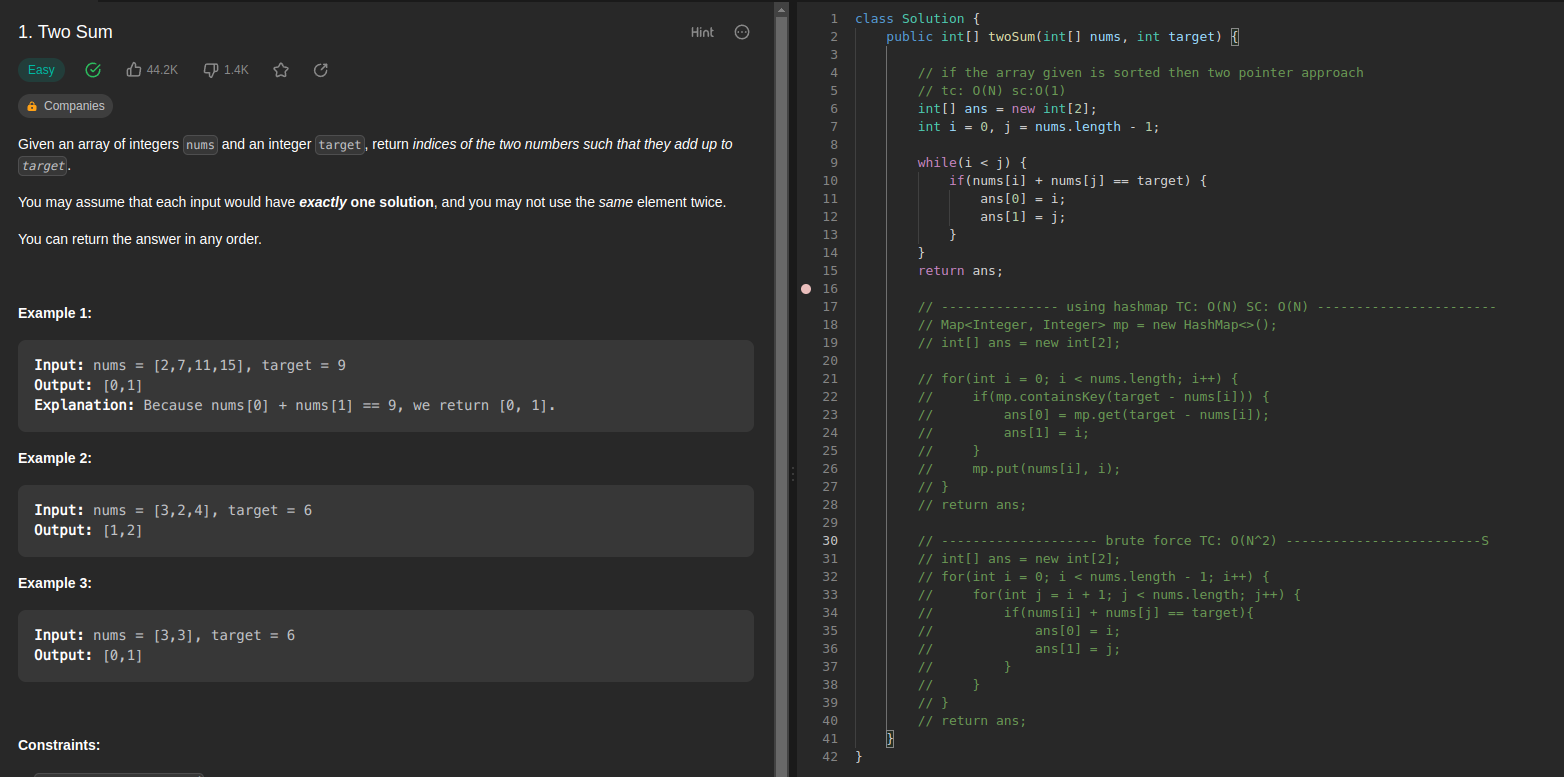 1. Two Sum
Hint
Easy
44.2K
1.4K
Companies
Given an array of integers nums and an integer target, return indices of the two numbers such that they add up to
target.
You may assume that each input would have exactly one solution, and you may not use the same element twice.
You can return the answer in any order.
Example 1:
Input: nums = [2,7,11,15], target = 9
Output: [0,1]
Explanation: Because nums[0] + nums[1] == 9, we return [0, 1].
Example 2:
Input: nums = [3,2,4], target = 6
Output: [1,2]
Example 3:
Input: nums = [3,3], target = 6
Output: [0,1]
Constraints:
1 class Solution {
2 public int[] twoSum(int[] nums, int target) {
3
4 // if the array given is sorted then two pointer approach
5 // tc: O(N) sc:O(1)
6 int[] ans = new int[2];
7 int i = 0, j = nums.length - 1;
8
9 while(i < j) {
10 if(nums[i] + nums[j] == target) {
11 ans[0] = i;
12 ans[1] = j;
13 }
14 }
15 return ans;
16
17 // --------------- using hashmap TC: O(N) SC: O(N) -----------------------
18 // Map<Integer, Integer> mp = new HashMap<>();
19 // int[] ans = new int[2];
20
21 // for(int i = 0; i < nums.length; i++) {
22 // if(mp.containsKey(target - nums[i])) {
23 // ans[0] = mp.get(target - nums[i]);
24 // ans[1] = i;
25 // }
26 // mp.put(nums[i], i);
27 // }
28 // return ans;
29
30 // -------------------- brute force TC: O(N^2) -------------------------S
31 // int[] ans = new int[2];
32 // for(int i = 0; i < nums.length - 1; i++) {
33 // for(int j = i + 1; j < nums.length; j++) {
34 // if(nums[i] + nums[j] == target){
35 // ans[0] = i;
36 // ans[1] = j;
37 // }
38 // }
39 // }
40 // return ans;
41 }
42 }